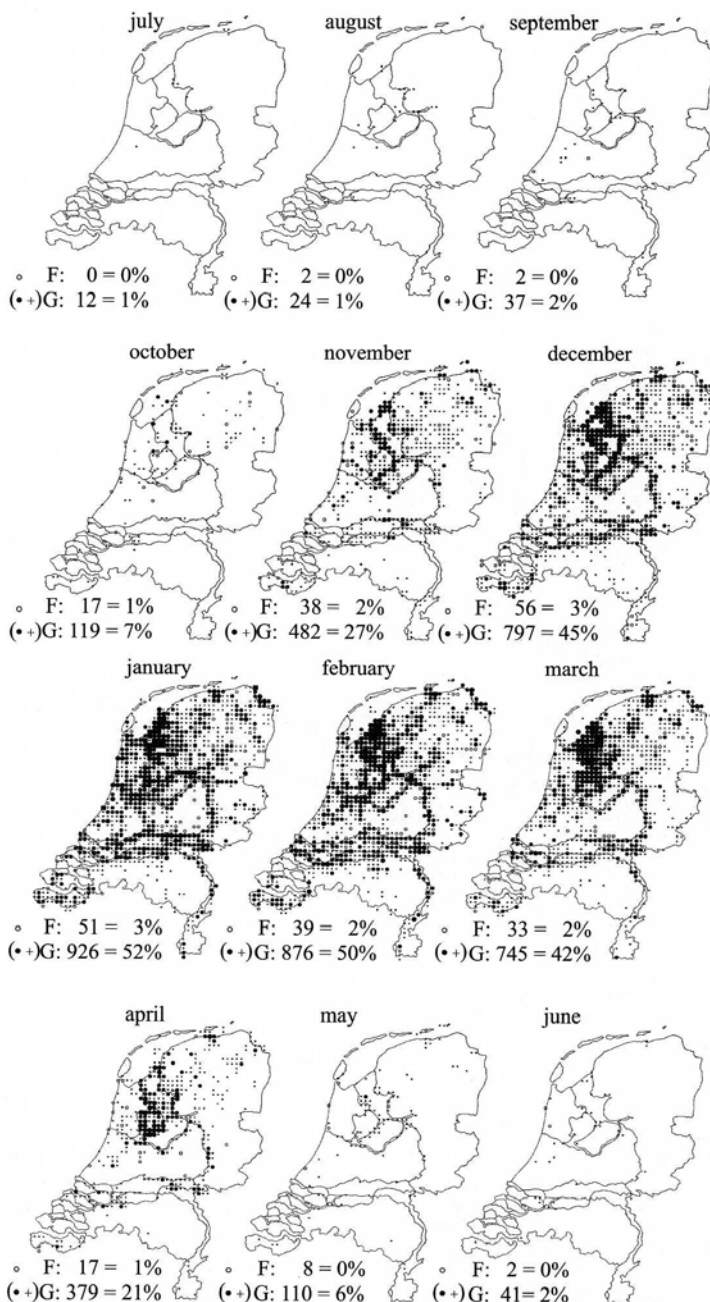 july august september
○ F: 0 = 0% ○ F: 2 = 0% ○ F: 2 = 0%
(• +)G: 12 = 1% (• +)G: 24 = 1% (• +)G: 37 = 2%
october november december
○ F: 17 = 1% ○ F: 38 = 2% ○ F: 56 = 3%
(• +)G: 119 = 7% (• +)G: 482 = 27% (• +)G: 797 = 45%
january february march
○ F: 51 = 3% ○ F: 39 = 2% ○ F: 33 = 2%
(• +)G: 926 = 52% (• +)G: 876 = 50% (• +)G: 745 = 42%
april may june
○ F: 17 = 1% ○ F: 8 = 0% ○ F: 2 = 0%
(• +)G: 379 = 21% (• +)G: 110 = 6% (• +)G: 41 = 2%